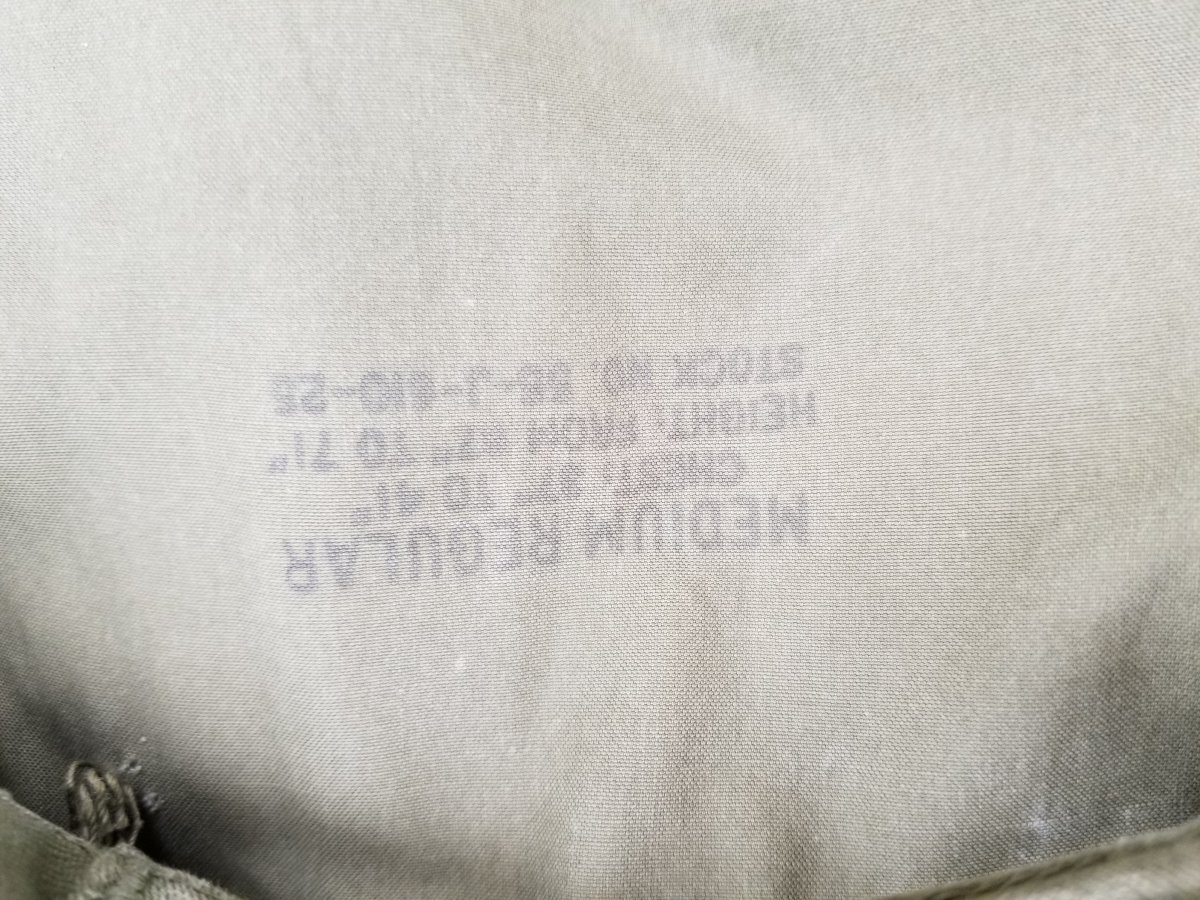 MEDIUM REGULAR
CHEST: 37" TO 41"
HEIGHT: FROM 67" TO 71"
STOCK NO.